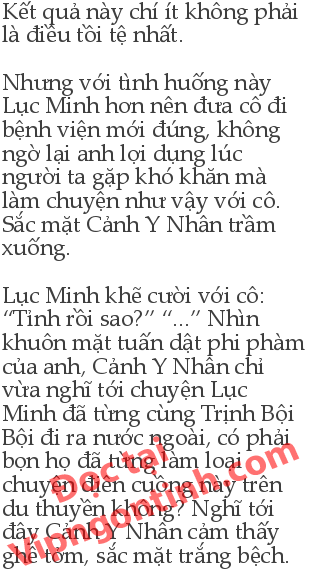 Kết quả này chí ít không phải
là điều tồi tệ nhất.
Nhưng với tình huống này
Lục Minh hơn nên đưa cô đi
bệnh viện mới đúng, không
ngờ lại anh lợi dụng lúc
người ta gặp khó khăn mà
làm chuyện như vậy với cô.
Sắc mặt Cảnh Y Nhân trầm
xuống.
Lục Minh khẽ cười với cô:
“Tỉnh rồi sao?” “...” Nhìn
khuôn mặt tuấn dật phi phàm
của anh, Cảnh Y Nhân chỉ
vừa nghĩ tới chuyện Lục
Minh đã từng cùng Trịnh Bội
Bội đi ra nước ngoài, có phải
bọn họ đã từng làm loại
chuyện điên cuồng này trên
du thuyền không? Nghĩ tới
đây Cảnh Y Nhân cảm thấy
ghê tởm, sắc mặt trắng bệch.
Đọc tại
Vipngontinh.com